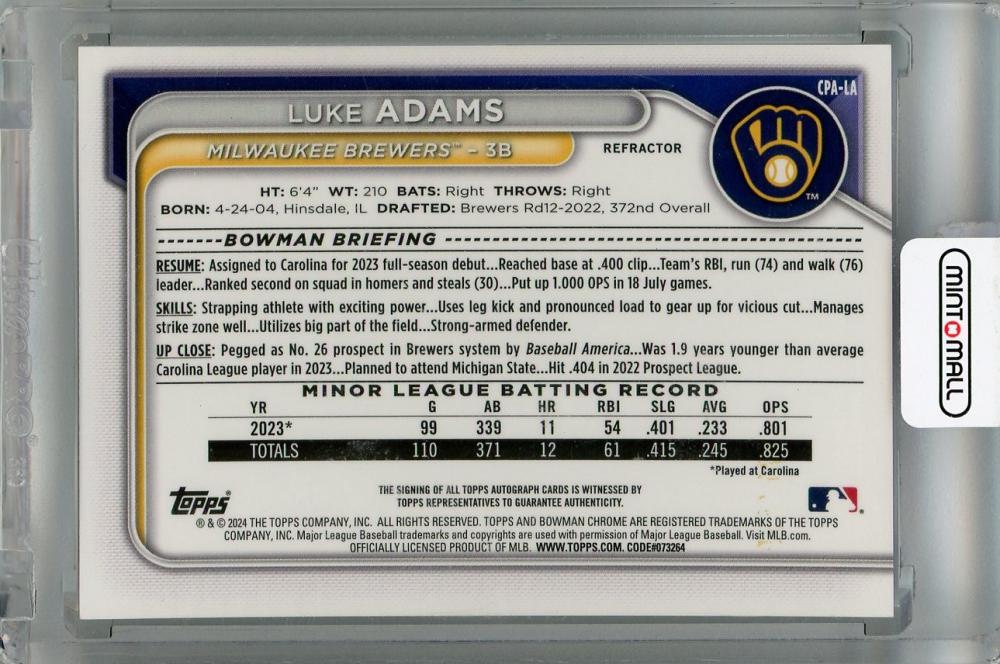 CPA-LA
LUKE ADAMS
MILWAUKEE BREWERS™ – 3B
REFRACTOR
TM
HT: 6'4" WT: 210 BATS: Right THROWS: Right
BORN: 4-24-04, Hinsdale, IL DRAFTED: Brewers Rd12-2022, 372nd Overall
BOWMAN BRIEFING
RESUME: Assigned to Carolina for 2023 full-season debut...Reached base at .400 clip...Team's RBI, run (74) and walk (76)
leader...Ranked second on squad in homers and steals (30)...Put up 1.000 OPS in 18 July games.
SKILLS: Strapping athlete with exciting power...Uses leg kick and pronounced load to gear up for vicious cut...Manages
strike zone well...Utilizes big part of the field...Strong-armed defender.
UP CLOSE: Pegged as No. 26 prospect in Brewers system by Baseball America...Was 1.9 years younger than average
Carolina League player in 2023...Planned to attend Michigan State...Hit .404 in 2022 Prospect League.
MINOR LEAGUE BATTING RECORD
YR G AB HR RBI SLG AVG OPS
2023* 99 339 11 54 .401 .233 .801
TOTALS 110 371 12 61 .415 .245 .825
*Played at Carolina
THE SIGNING OF ALL TOPPS AUTOGRAPH CARDS IS WITNESSED BY
TOPPS REPRESENTATIVES TO GUARANTEE AUTHENTICITY.
topps®
® & © 2024 THE TOPPS COMPANY, INC. ALL RIGHTS RESERVED. TOPPS AND BOWMAN CHROME ARE REGISTERED TRADEMARKS OF THE TOPPS
COMPANY, INC. Major League Baseball trademarks and copyrights are used with permission of Major League Baseball. Visit MLB.com.
OFFICIALLY LICENSED PRODUCT OF MLB. WWW.TOPPS.COM. CODE#073264
MINTOMALL